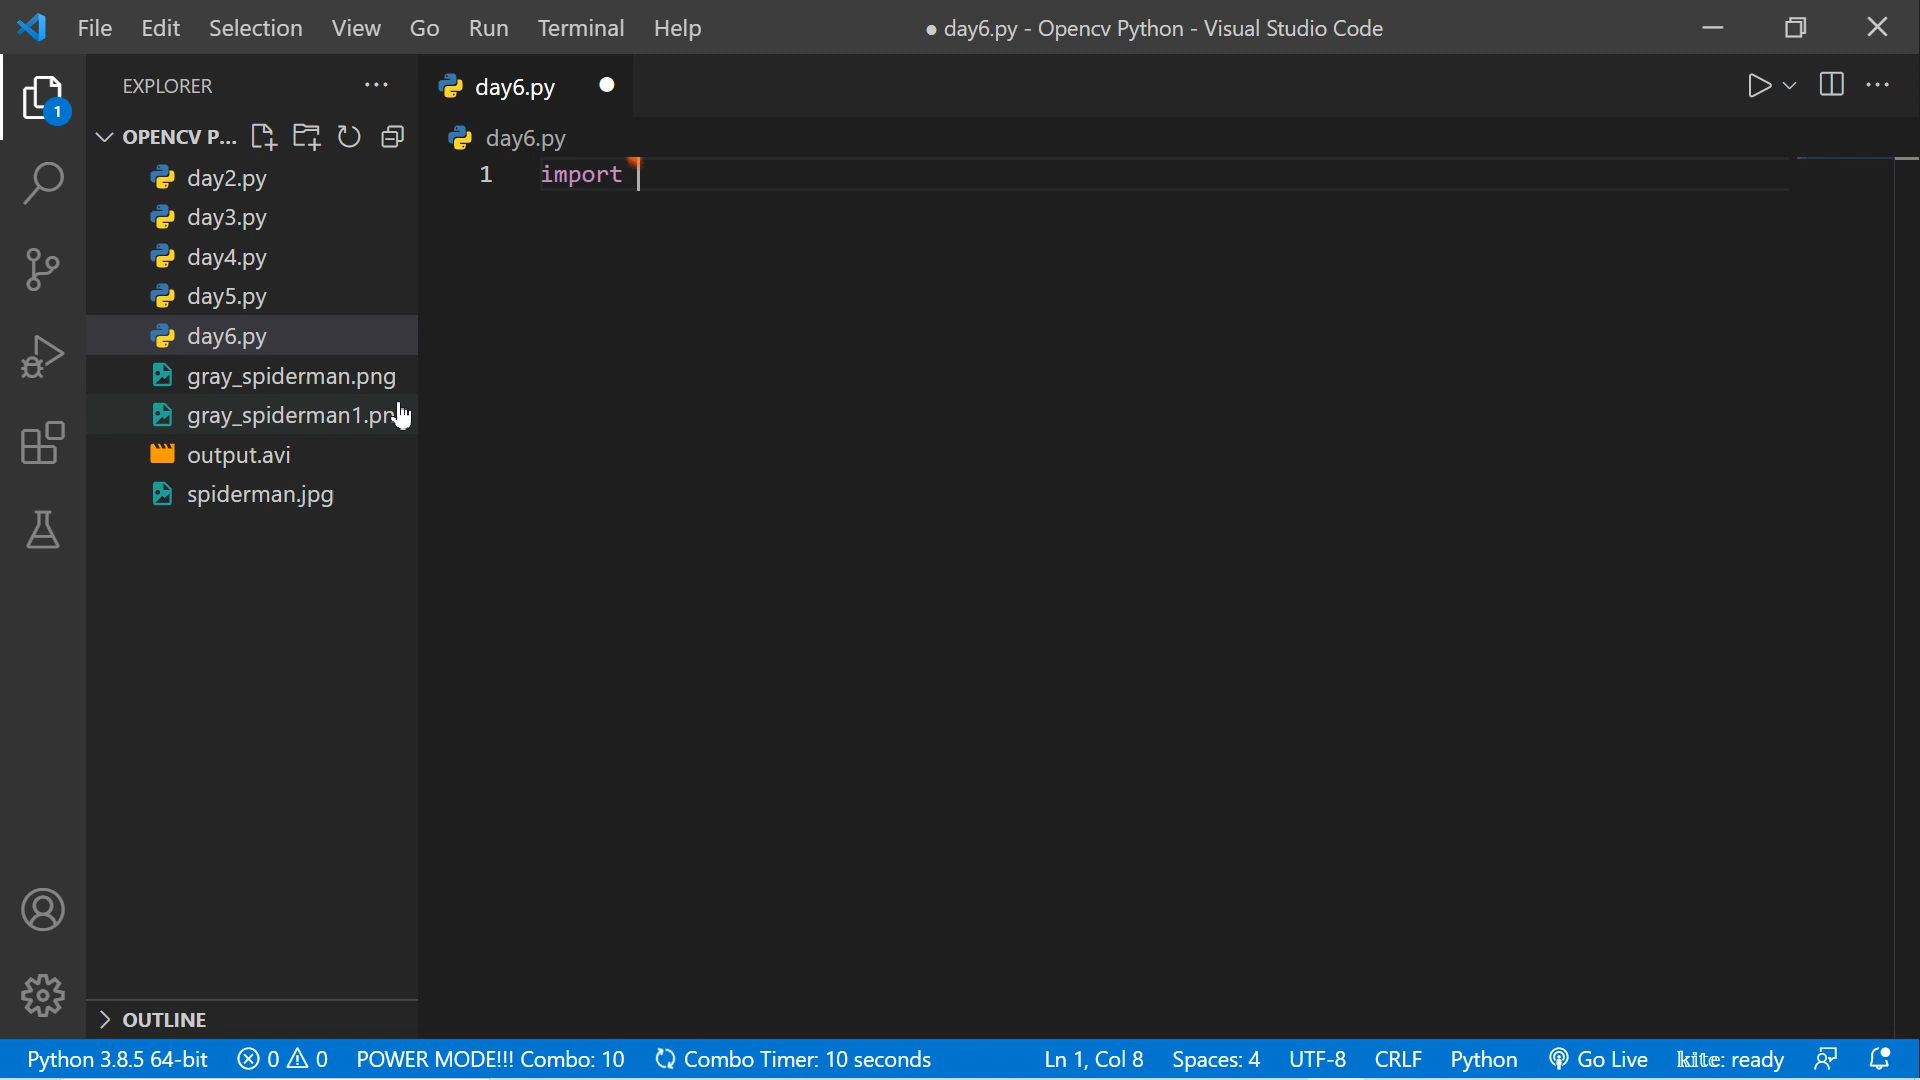 File Edit Selection View Go Run Terminal Help
● day6.py - Opencv Python - Visual Studio Code
EXPLORER
1
OPENCV P...
day2.py
day3.py
day4.py
day5.py
day6.py
gray_spiderman.png
gray_spiderman1.pn
output.avi
spiderman.jpg
OUTLINE
day6.py
day6.py
1 import
Python 3.8.5 64-bit 0 0 POWER MODE!!! Combo: 10 Combo Timer: 10 seconds Ln 1, Col 8 Spaces: 4 UTF-8 CRLF Python Go Live kite: ready